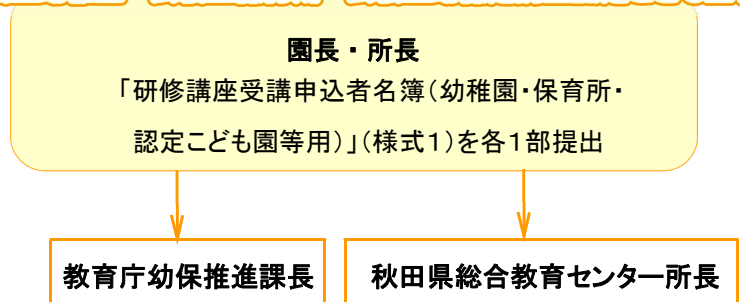 園長・所長
「研修講座受講申込者名簿（幼稚園・保育所・
認定こども園等用）」（様式１）を各１部提出
教育庁幼保推進課長
秋田県総合教育センター所長